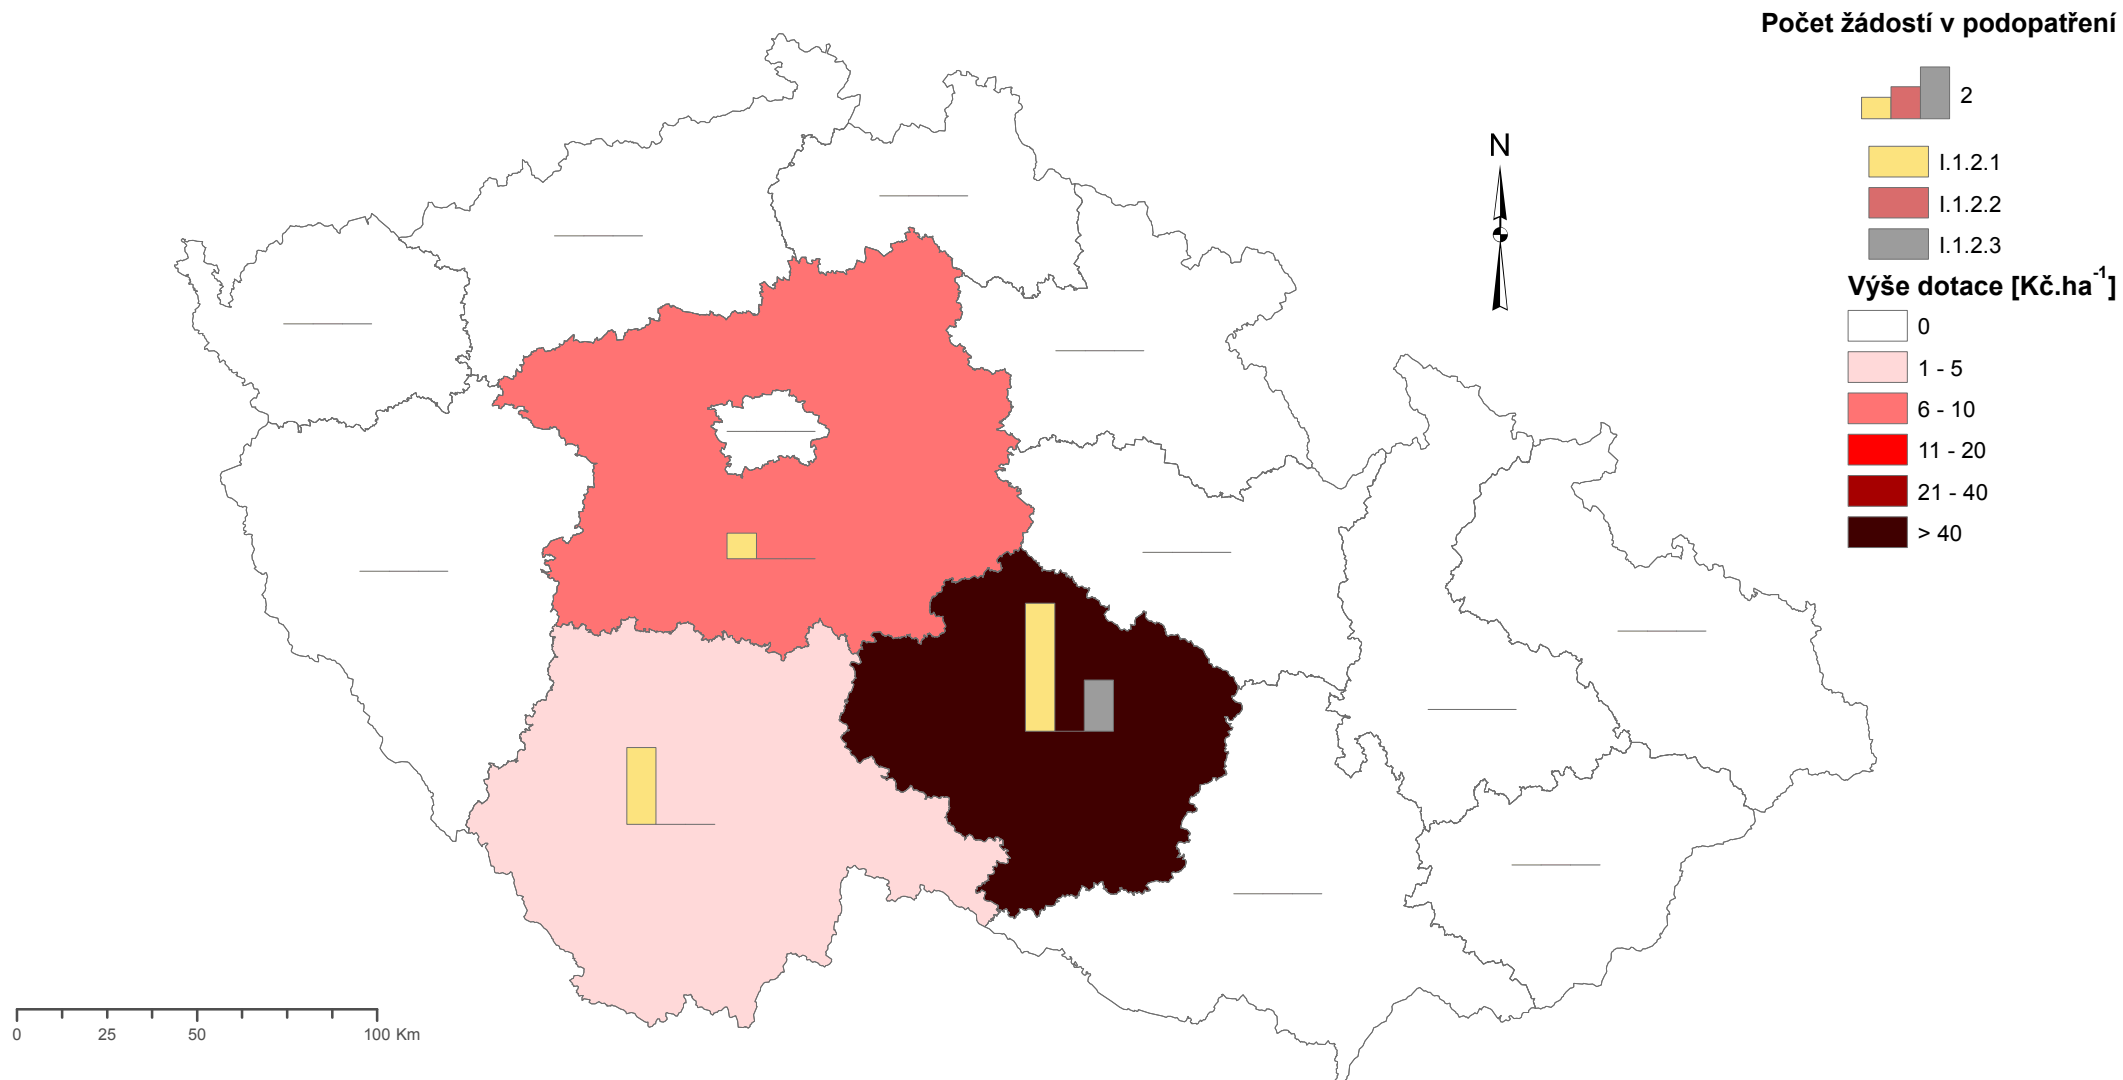 Počet žádostí v podopatření
2
I.1.2.1
I.1.2.2
I.1.2.3
Výše dotace [Kč.ha⁻¹]
0
1 - 5
6 - 10
11 - 20
21 - 40
> 40
N
0 25 50 100 Km